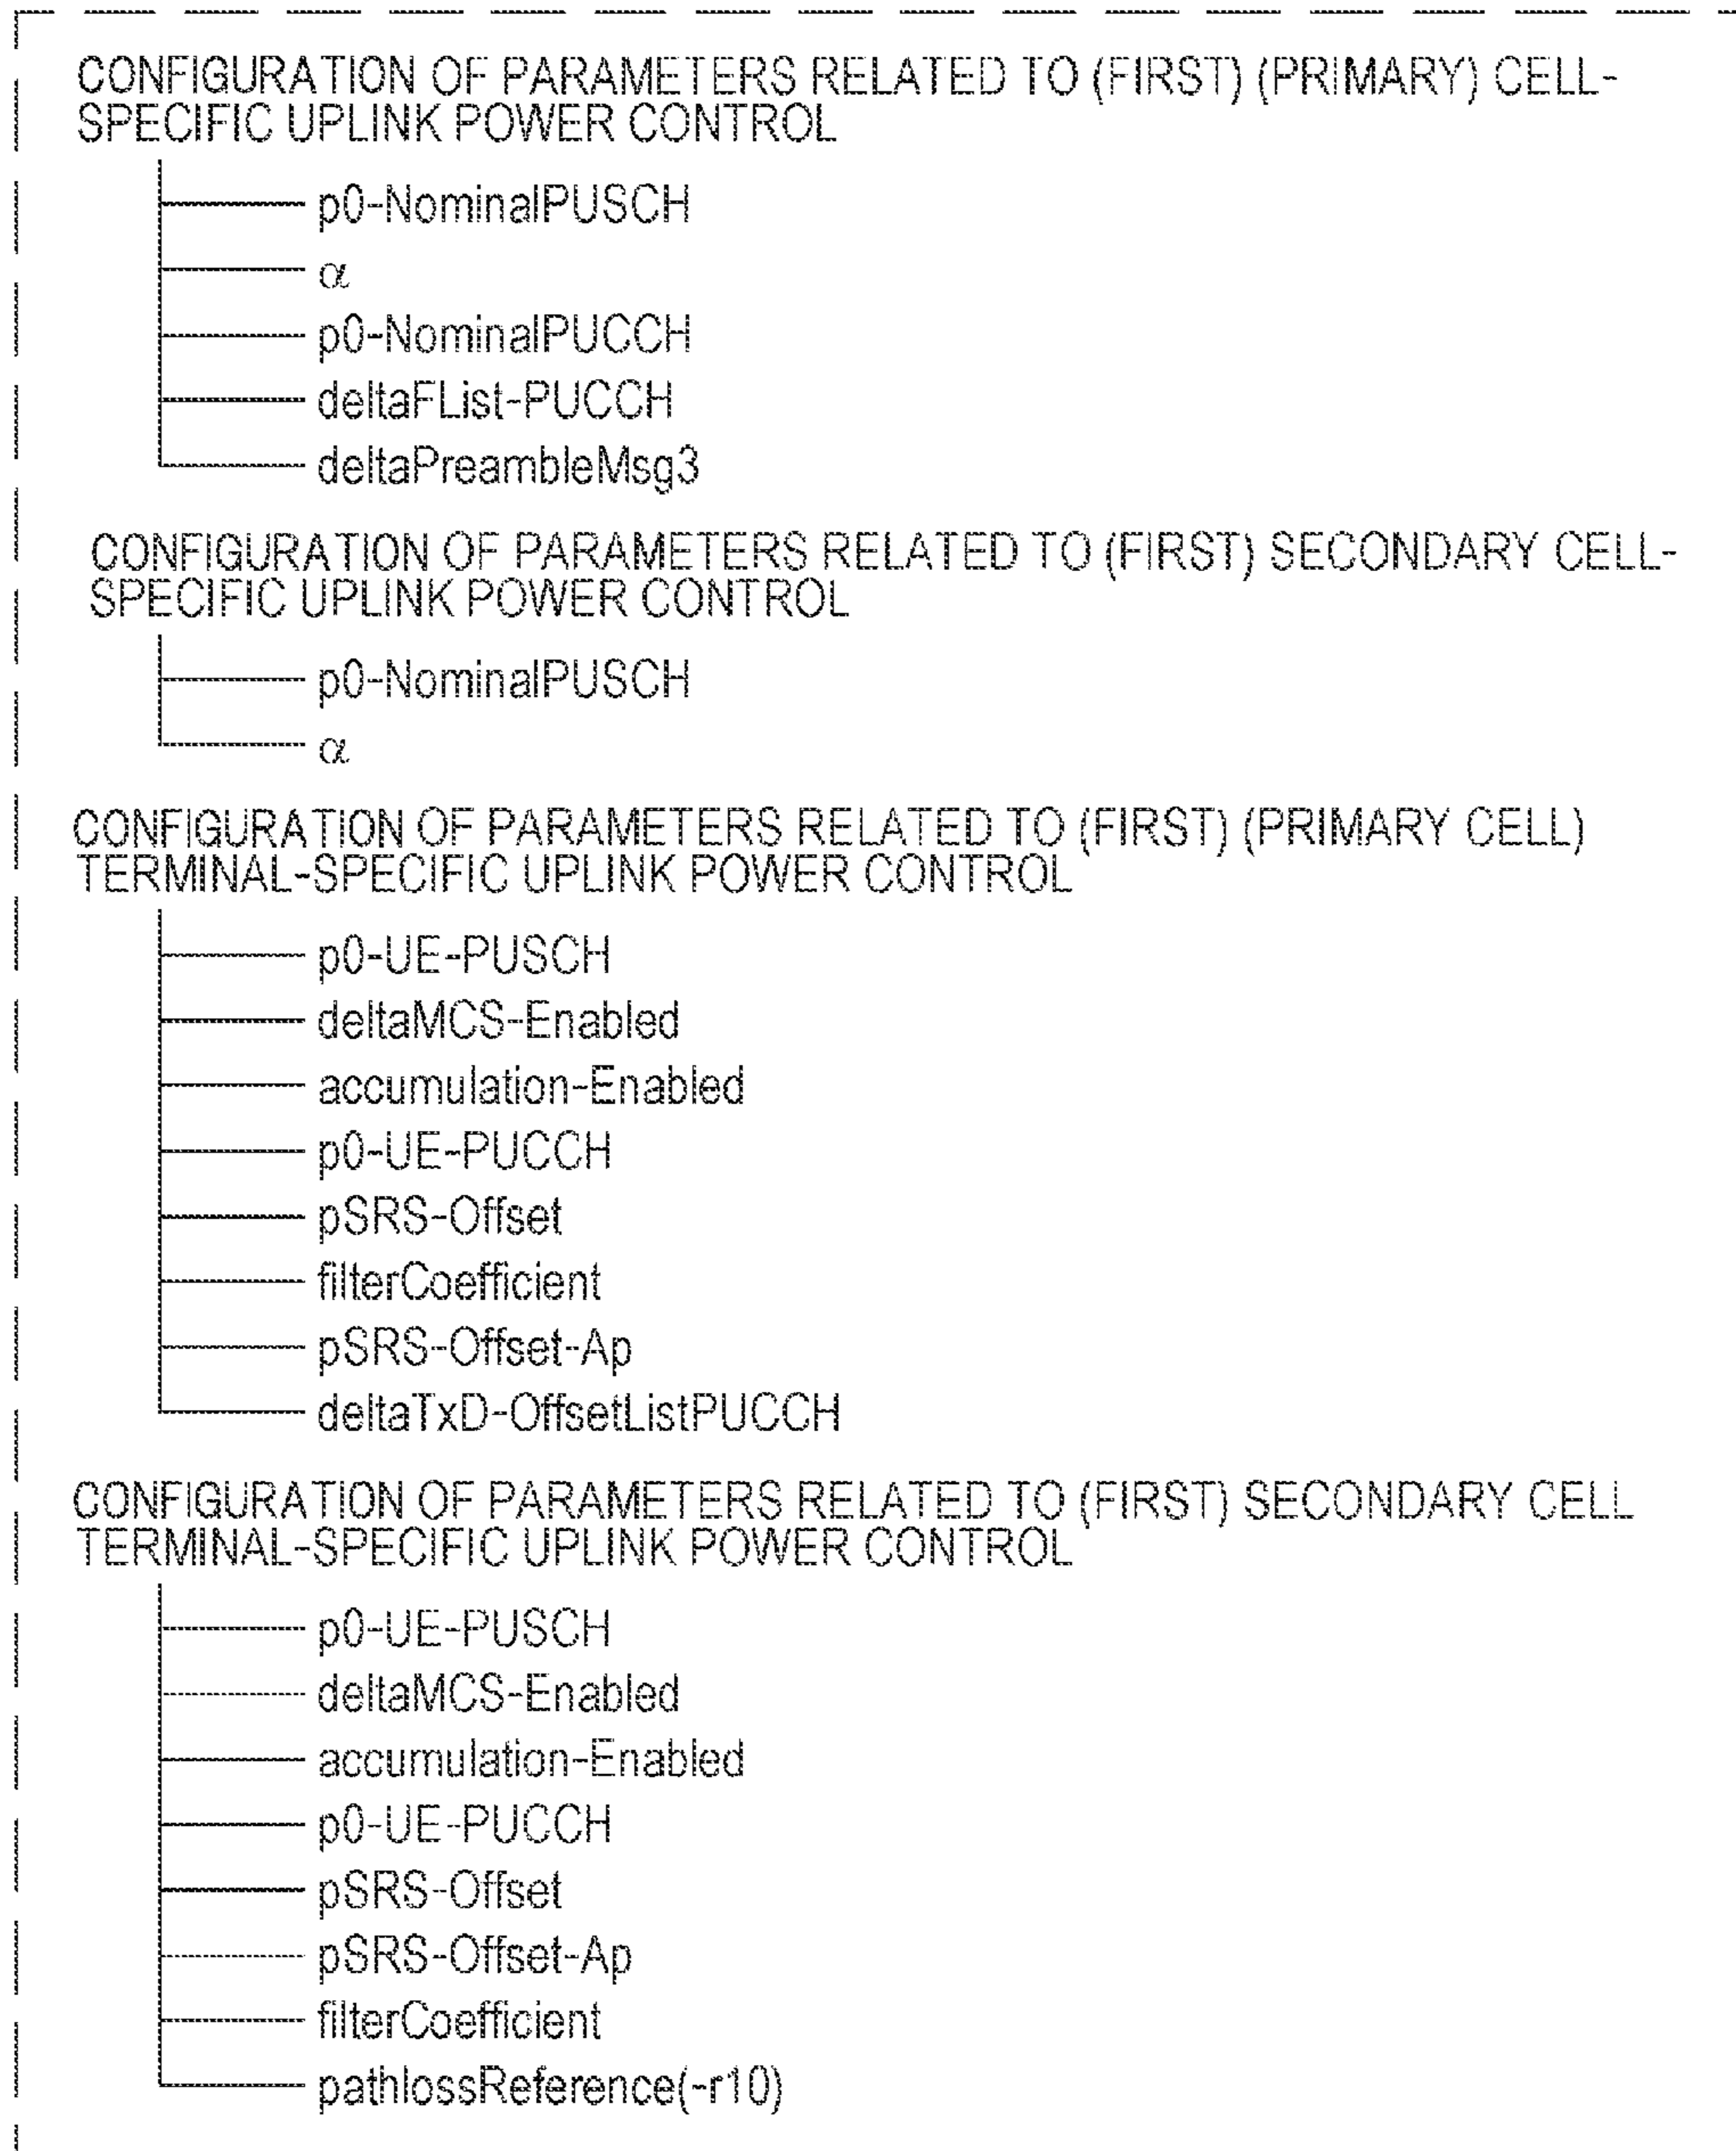 CONFIGURATION OF PARAMETERS RELATED TO (FIRST) (PRIMARY) CELL-
SPECIFIC UPLINK POWER CONTROL
p0-NominalPUSCH
α
p0-NominalPUCCH
deltaFList-PUCCH
deltaPreambleMsg3
CONFIGURATION OF PARAMETERS RELATED TO (FIRST) SECONDARY CELL-
SPECIFIC UPLINK POWER CONTROL
p0-NominalPUSCH
α
CONFIGURATION OF PARAMETERS RELATED TO (FIRST) (PRIMARY CELL)
TERMINAL-SPECIFIC UPLINK POWER CONTROL
p0-UE-PUSCH
deltaMCS-Enabled
accumulation-Enabled
p0-UE-PUCCH
pSRS-Offset
filterCoefficient
pSRS-Offset-Ap
deltaTxD-OffsetListPUCCH
CONFIGURATION OF PARAMETERS RELATED TO (FIRST) SECONDARY CELL
TERMINAL-SPECIFIC UPLINK POWER CONTROL
p0-UE-PUSCH
deltaMCS-Enabled
accumulation-Enabled
p0-UE-PUCCH
pSRS-Offset
pSRS-Offset-Ap
filterCoefficient
pathlossReference(-r10)